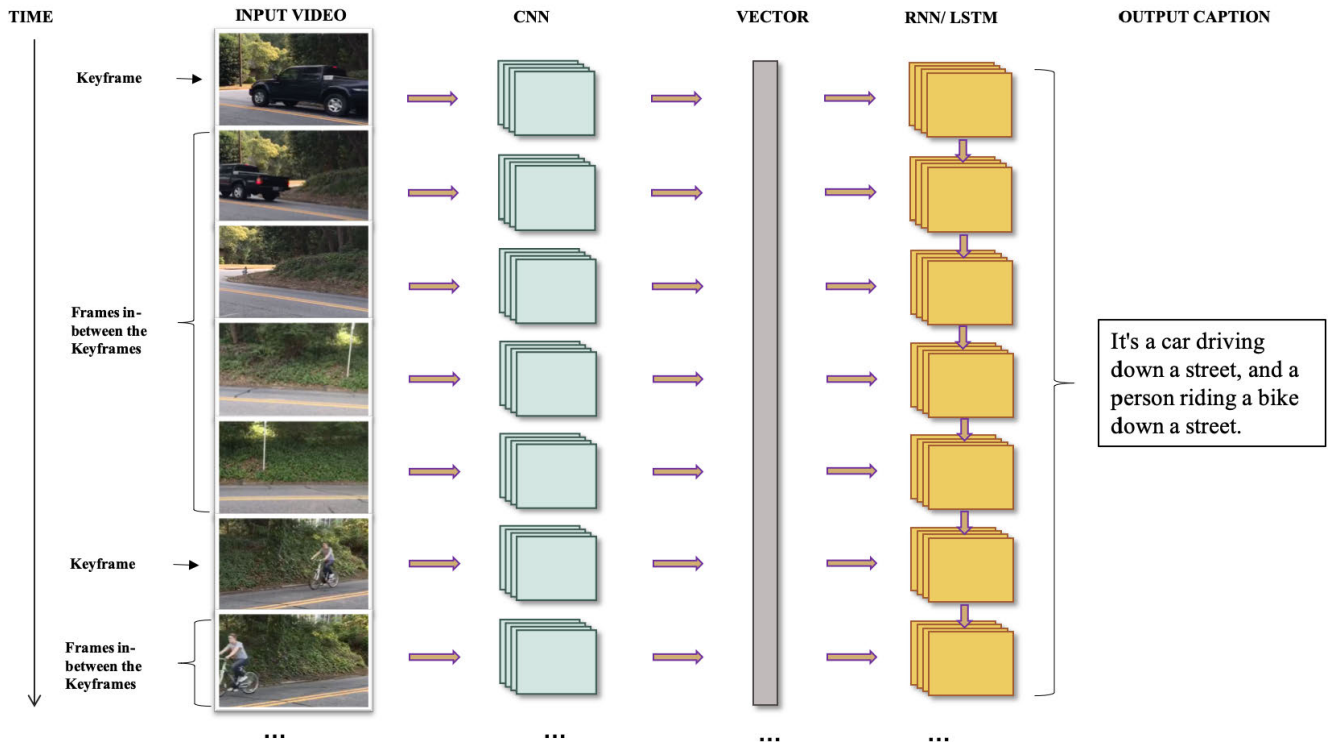 TIME
INPUT VIDEO
CNN
VECTOR
RNN/ LSTM
OUTPUT CAPTION
Keyframe
Frames in-
between the
Keyframes
Keyframe
Frames in-
between the
Keyframes
It's a car driving
down a street, and a
person riding a bike
down a street.
...
...
...
...